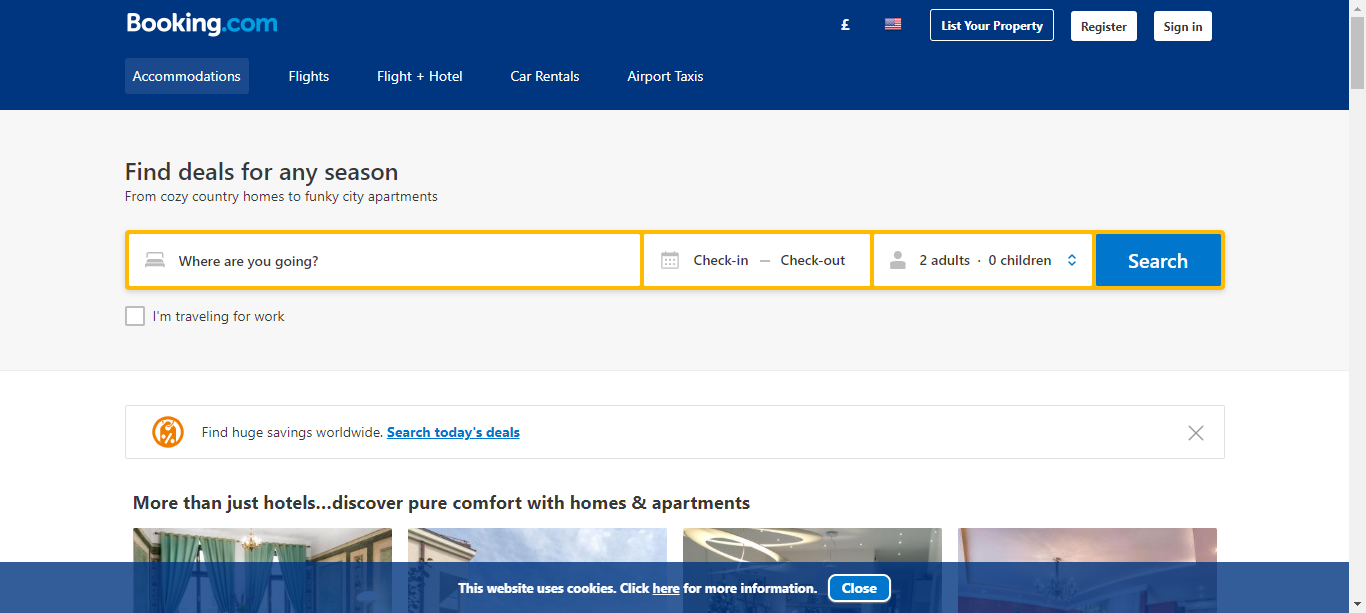 Booking.com
£
List Your Property
Register
Sign in
Accommodations
Flights
Flight + Hotel
Car Rentals
Airport Taxis
Find deals for any season
From cozy country homes to funky city apartments
Where are you going?
Check-in — Check-out
2 adults · 0 children
Search
I'm traveling for work
Find huge savings worldwide. Search today's deals
More than just hotels...discover pure comfort with homes & apartments
This website uses cookies. Click here for more information.
Close